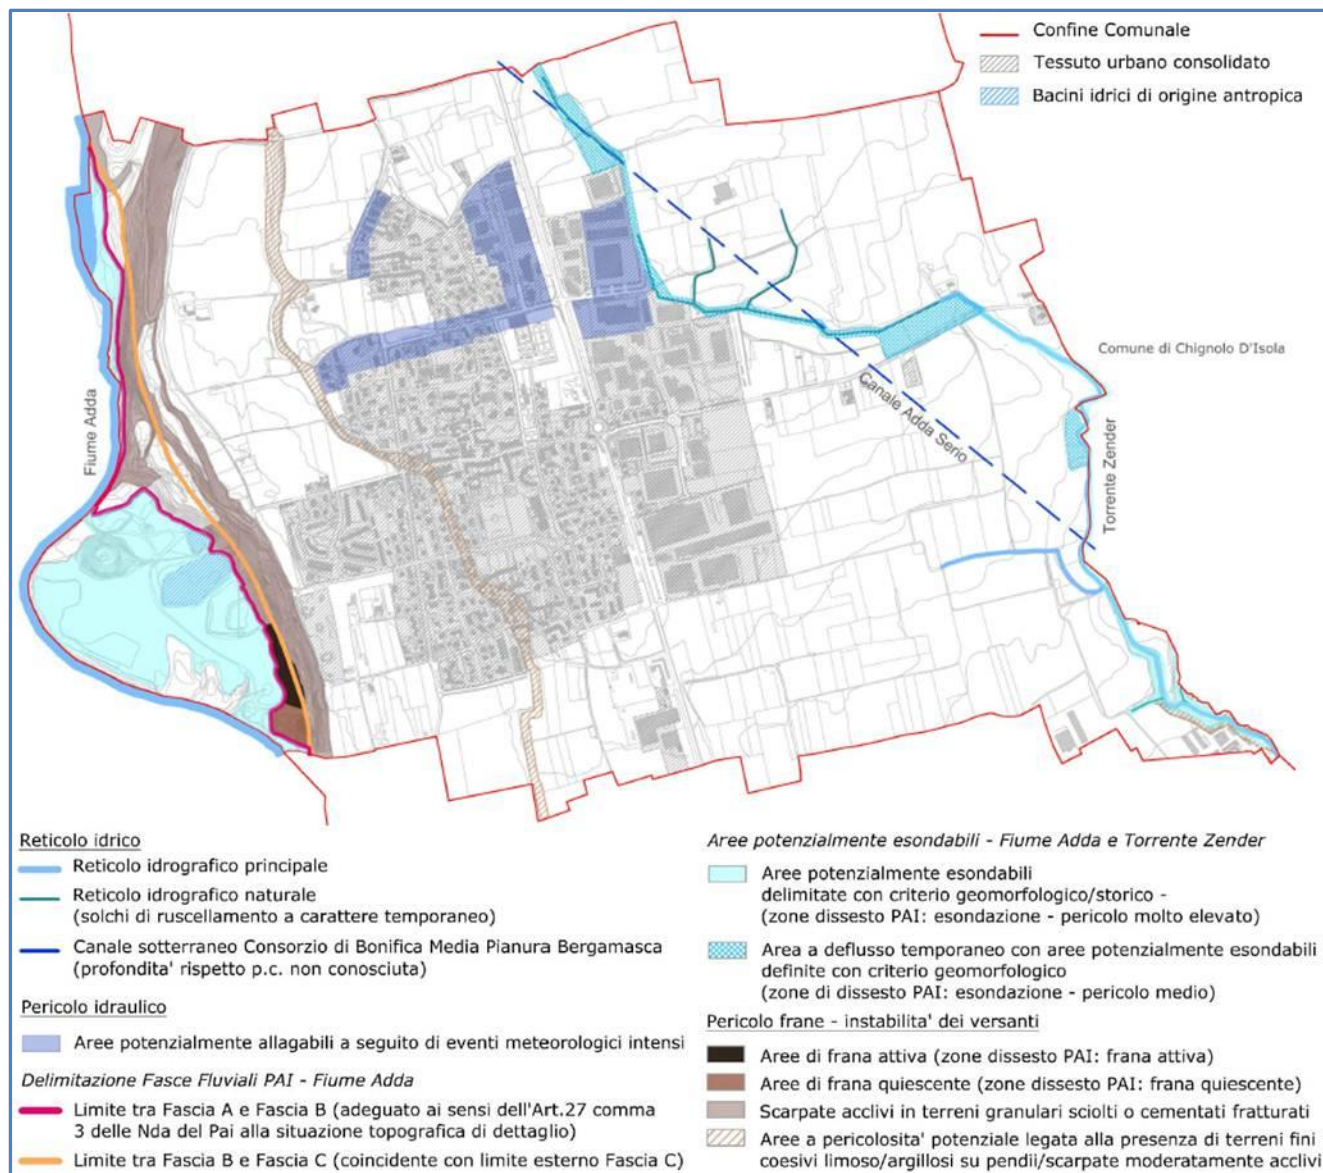 Confine Comunale
Tessuto urbano consolidato
Bacini idrici di origine antropica
Comune di Chignolo D'Isola
Fiume Adda
Canale Adda Serio
Torrente Zender
Reticolo idrico
Reticolo idrografico principale
Reticolo idrografico naturale
(solchi di ruscellamento a carattere temporaneo)
Canale sotterraneo Consorzio di Bonifica Media Pianura Bergamasca
(profondita' rispetto p.c. non conosciuta)
Pericolo idraulico
Aree potenzialmente allagabili a seguito di eventi meteorologici intensi
Delimitazione Fasce Fluviali PAI - Fiume Adda
Limite tra Fascia A e Fascia B (adeguato ai sensi dell'Art.27 comma
3 delle Nda del Pai alla situazione topografica di dettaglio)
Limite tra Fascia B e Fascia C (coincidente con limite esterno Fascia C)
Aree potenzialmente esondabili - Fiume Adda e Torrente Zender
Aree potenzialmente esondabili
delimitate con criterio geomorfologico/storico -
(zone dissesto PAI: esondazione - pericolo molto elevato)
Area a deflusso temporaneo con aree potenzialmente esondabili
definite con criterio geomorfologico
(zone di dissesto PAI: esondazione - pericolo medio)
Pericolo frane - instabilita' dei versanti
Aree di frana attiva (zone dissesto PAI: frana attiva)
Aree di frana quiescente (zone dissesto PAI: frana quiescente)
Scarpate acclivi in terreni granulari sciolti o cementati fratturati
Aree a pericolosita' potenziale legata alla presenza di terreni fini
coesivi limoso/argillosi su pendii/scarpate moderatamente acclivi